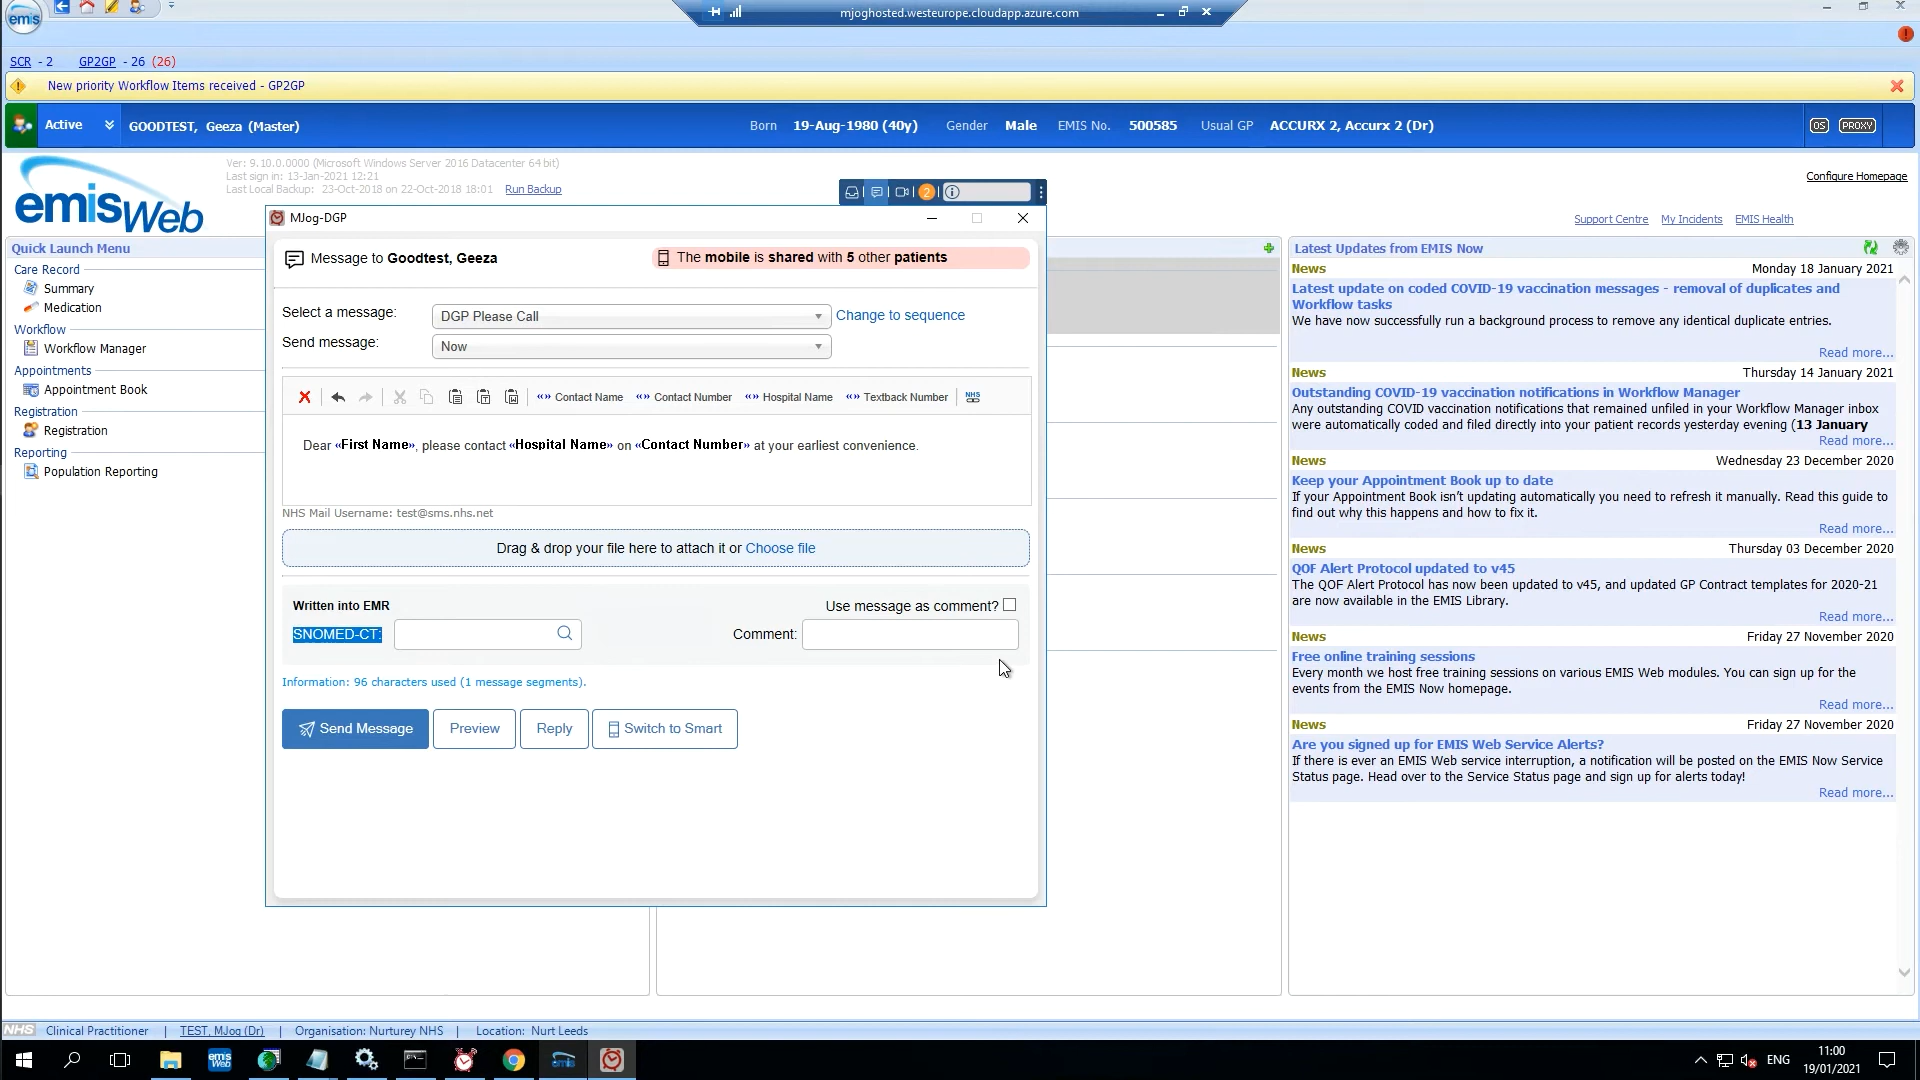 emis
mjoghosted.westeurope.cloudapp.azure.com
SCR - 2 GP2GP - 26 (26)
New priority Workflow Items received - GP2GP
Active GOODTEST, Geeza (Master) Born 19-Aug-1980 (40y) Gender Male EMIS No. 500585 Usual GP ACCURX 2, Accurx 2 (Dr) OS PROXY
emisWeb
Ver: 9.10.0.0000 (Microsoft Windows Server 2016 Datacenter 64 bit)
Last sign in: 13-Jan-2021 12:21
Last Local Backup: 23-Oct-2018 on 22-Oct-2018 18:01 Run Backup
Configure Homepage
Support Centre My Incidents EMIS Health
2
Quick Launch Menu
Care Record
Summary
Medication
Workflow
Workflow Manager
Appointments
Appointment Book
Registration
Registration
Reporting
Population Reporting
MJog-DGP
Message to Goodtest, Geeza
The mobile is shared with 5 other patients
Select a message: DGP Please Call Change to sequence
Send message: Now
«» Contact Name «» Contact Number «» Hospital Name «» Textback Number NHS
Dear «First Name», please contact «Hospital Name» on «Contact Number» at your earliest convenience.
NHS Mail Username: test@sms.nhs.net
Drag & drop your file here to attach it or Choose file
Written into EMR Use message as comment?
SNOMED-CT: Comment:
Information: 96 characters used (1 message segments).
Send Message Preview Reply Switch to Smart
Latest Updates from EMIS Now
News Monday 18 January 2021
Latest update on coded COVID-19 vaccination messages - removal of duplicates and
Workflow tasks
We have now successfully run a background process to remove any identical duplicate entries.
Read more...
News Thursday 14 January 2021
Outstanding COVID-19 vaccination notifications in Workflow Manager
Any outstanding COVID vaccination notifications that remained unfiled in your Workflow Manager inbox
were automatically coded and filed directly into your patient records yesterday evening (13 January
Read more...
News Wednesday 23 December 2020
Keep your Appointment Book up to date
If your Appointment Book isn't updating automatically you need to refresh it manually. Read this guide to
find out why this happens and how to fix it.
Read more...
News Thursday 03 December 2020
QOF Alert Protocol updated to v45
The QOF Alert Protocol has now been updated to v45, and updated GP Contract templates for 2020-21
are now available in the EMIS Library.
Read more...
News Friday 27 November 2020
Free online training sessions
Every month we host free training sessions on various EMIS Web modules. You can sign up for the
events from the EMIS Now homepage.
Read more...
News Friday 27 November 2020
Are you signed up for EMIS Web Service Alerts?
If there is ever an EMIS Web service interruption, a notification will be posted on the EMIS Now Service
Status page. Head over to the Service Status page and sign up for alerts today!
Read more...
NHS Clinical Practitioner | TEST, MJog (Dr) | Organisation: Nurturey NHS | Location: Nurt Leeds
emis Web
ENG
11:00
19/01/2021